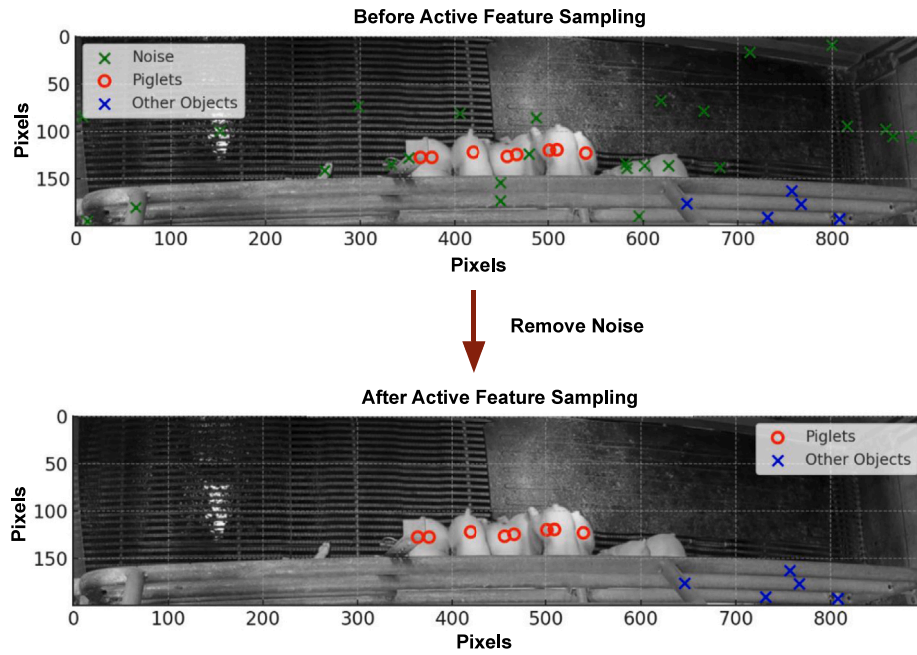 Before Active Feature Sampling
0
50
100
150
Pixels
Noise
Piglets
Other Objects
0 100 200 300 400 500 600 700 800
Pixels
Remove Noise
After Active Feature Sampling
0
50
100
150
Pixels
Piglets
Other Objects
0 100 200 300 400 500 600 700 800
Pixels